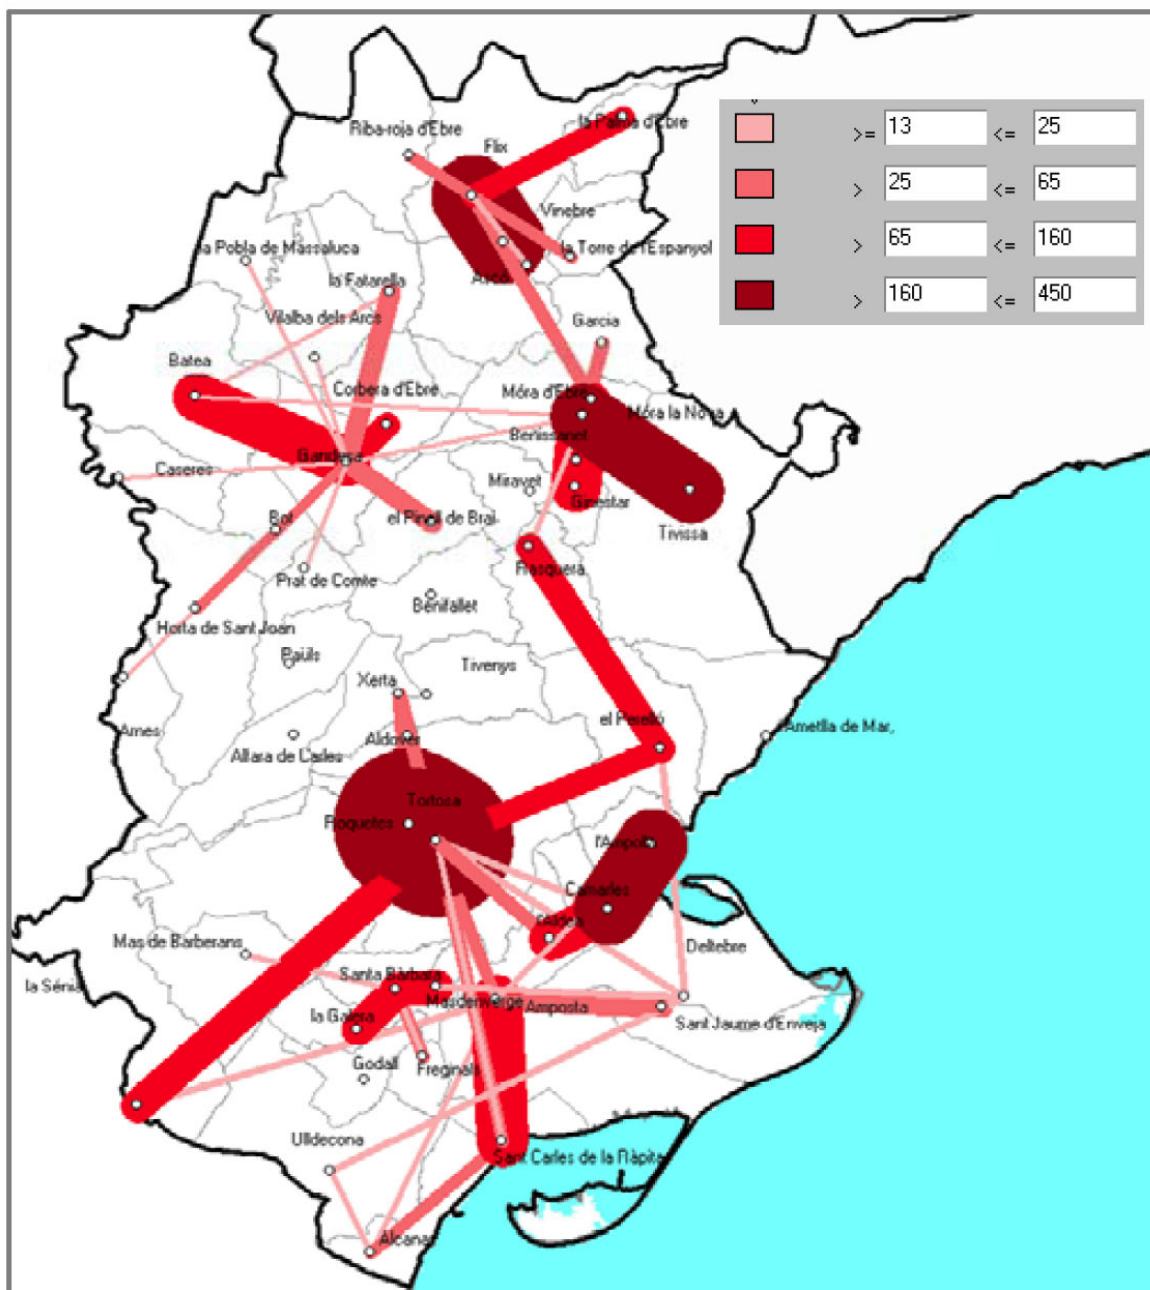 >= 13 <= 25
> 25 <= 65
> 65 <= 160
> 160 <= 450
la Palma d'Ebre
Riba-roja d'Ebre
Flix
Vinebre
la Pobla de Massaluca
la Torre de l'Espanyol
Ascó
la Fatarella
Vilalba dels Arcs
Garcia
Batea
Corbera d'Ebre
Móra d'Ebre
Móra la Nova
Benissanet
Gandesa
Caseres
Miravet
Ginestar
Bot
el Pinell de Brai
Tivissa
Rasquera
Prat de Comte
Benifallet
Horta de Sant Joan
Paüls
Tivenys
Xerta
el Perelló
Arnes
Ametlla de Mar,
Aldover
Alfara de Carles
Tortosa
Roquetes
l'Ampolla
Camarles
l'Aldea
Mas de Barberans
Deltebre
la Sénia
Santa Bàrbara
Masdenverge
Amposta
la Galera
Sant Jaume d'Enveja
Godall
Freginals
Ulldecona
Sant Carles de la Ràpita
Alcanar